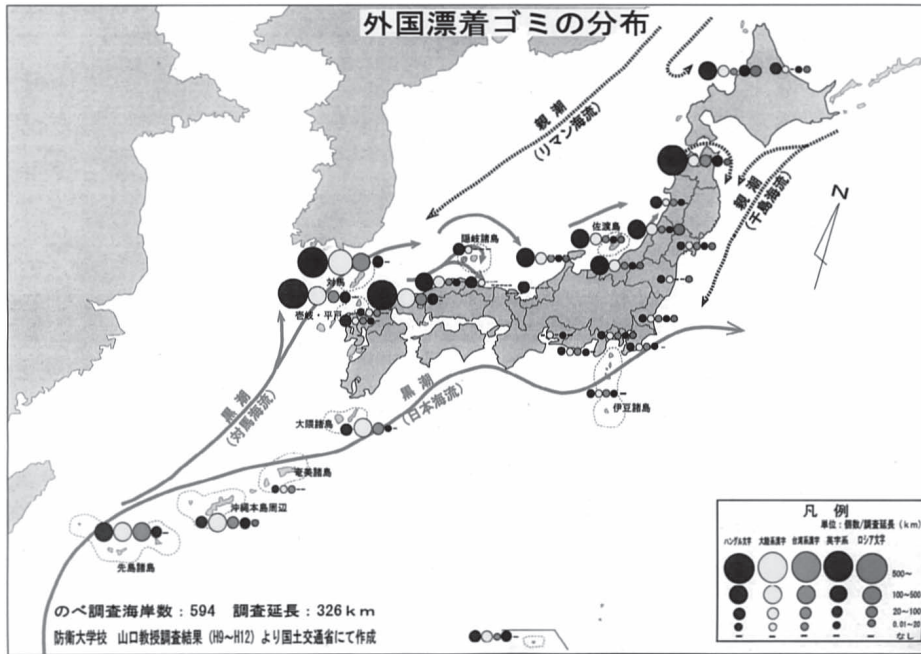 外国漂着ゴミの分布
親潮
(リマン海流)
親潮
(千島海流)
Z
佐渡島
隠岐諸島
対馬
壱岐・平戸
黒潮
(対馬海流)
黒潮
(日本海流)
大隅諸島
伊豆諸島
奄美諸島
沖縄本島周辺
先島諸島
凡 例
単位:個数/調査延長(km)
ハングル文字 大陸系漢字 台湾系漢字 英字系 ロシア文字
500~
100~500
20~100
0.01~20
なし
のべ調査海岸数:594 調査延長:326km
防衛大学校 山口教授調査結果(H9~H12)より国土交通省にて作成